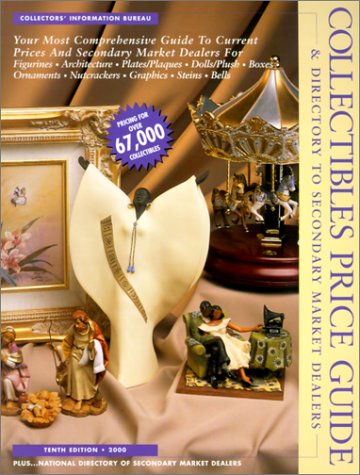 COLLECTORS' INFORMATION BUREAU
Your Most Comprehensive Guide To Current
Prices And Secondary Market Dealers For
Figurines • Architecture • Plates/Plaques • Dolls/Plush • Boxes
Ornaments • Nutcrackers • Graphics • Steins • Bells
PRICING FOR
OVER
67,000
COLLECTIBLES
COLLECTIBLES PRICE GUIDE
& DIRECTORY TO SECONDARY MARKET DEALERS
TENTH EDITION • 2000
PLUS...NATIONAL DIRECTORY OF SECONDARY MARKET DEALERS